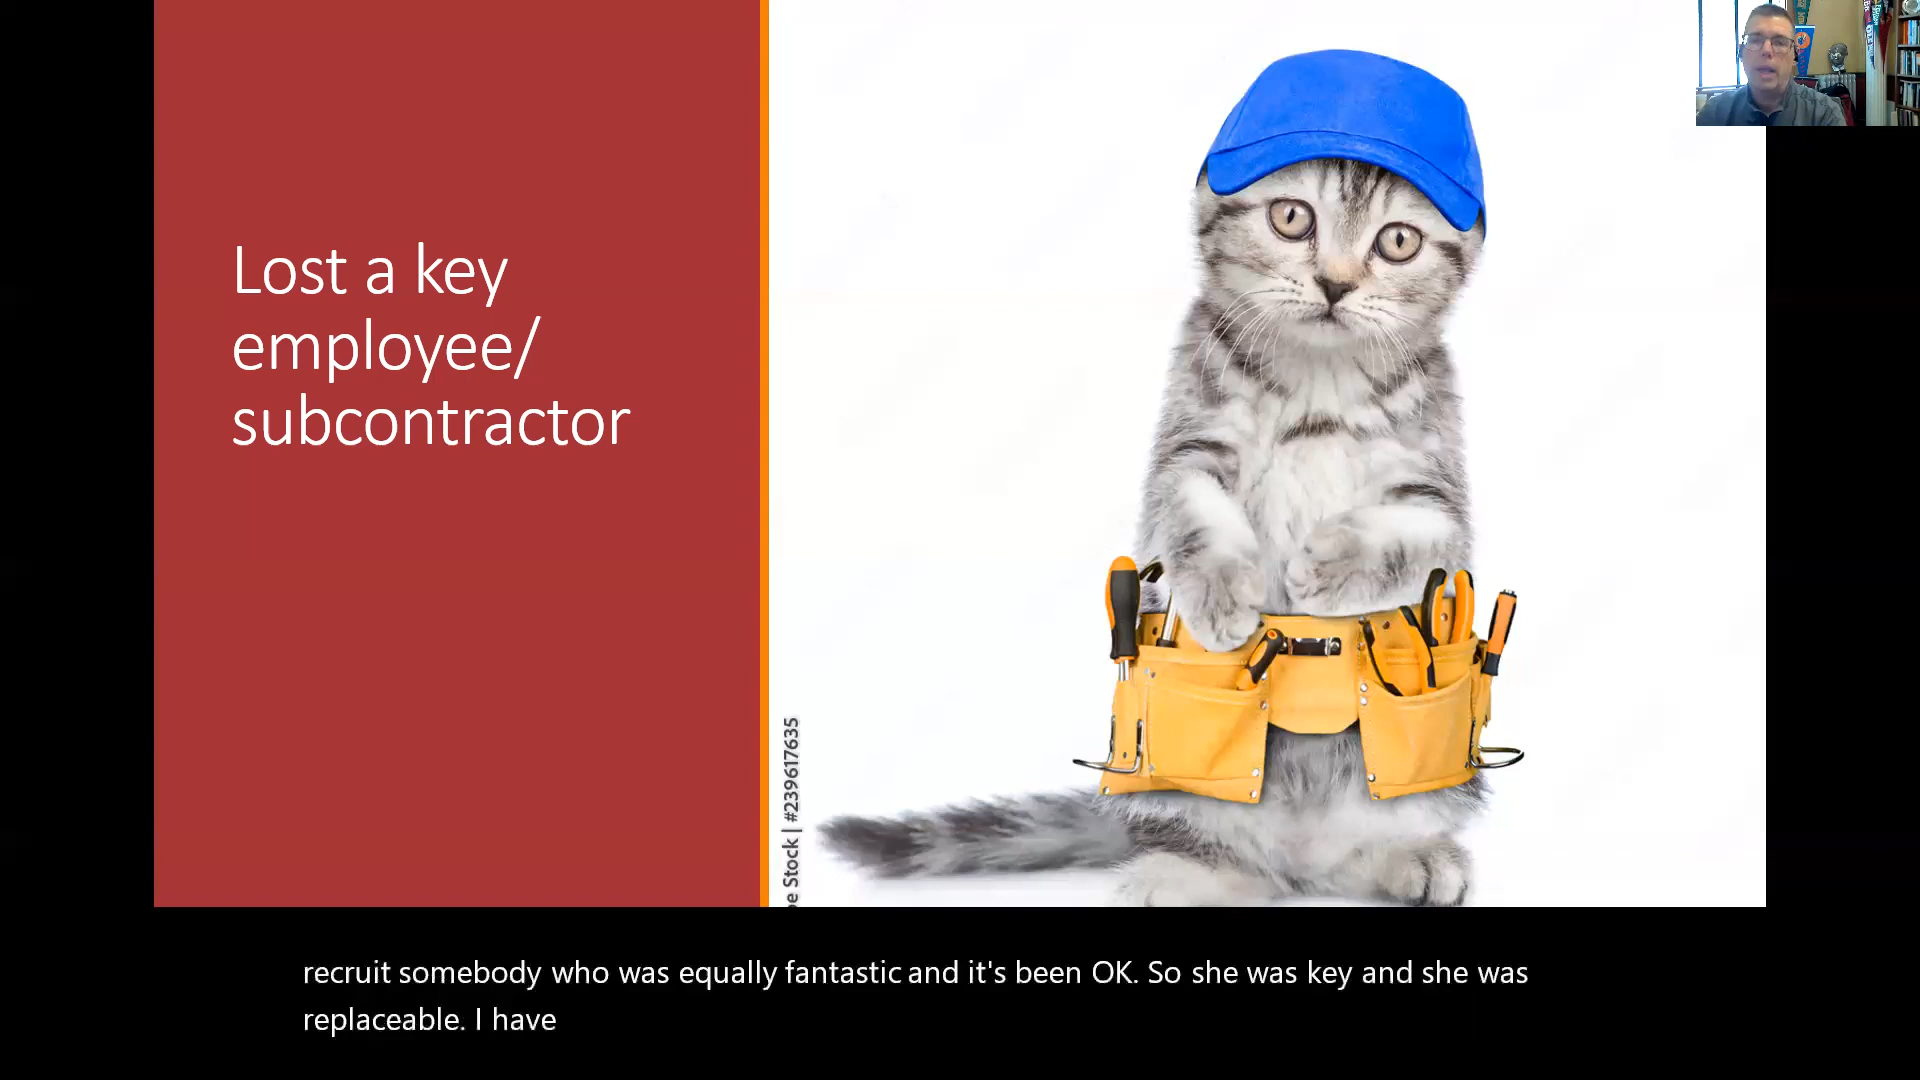 Lost a key
employee/
subcontractor
e Stock | #239617635
recruit somebody who was equally fantastic and it's been OK. So she was key and she was
replaceable. I have